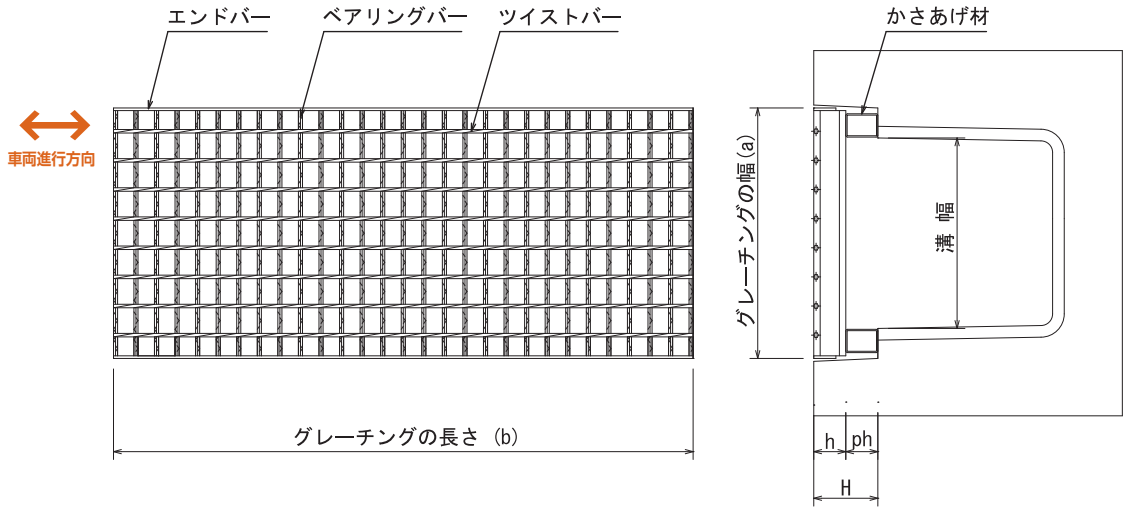 エンドバー
ベアリングバー
ツイストバー
かさあげ材
車両進行方向
グレーチングの幅(a)
溝幅
グレーチングの長さ (b)
h
ph
H